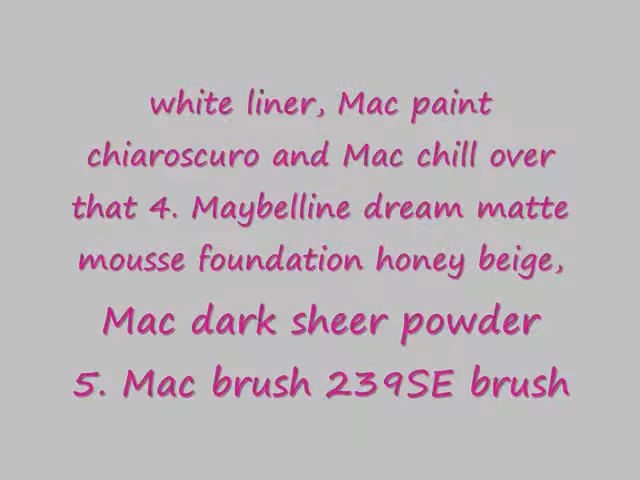 white liner, Mac paint
chiaroscuro and Mac chill over
that 4. Maybelline dream matte
mousse foundation honey beige,
Mac dark sheer powder
5. Mac brush 239SE brush